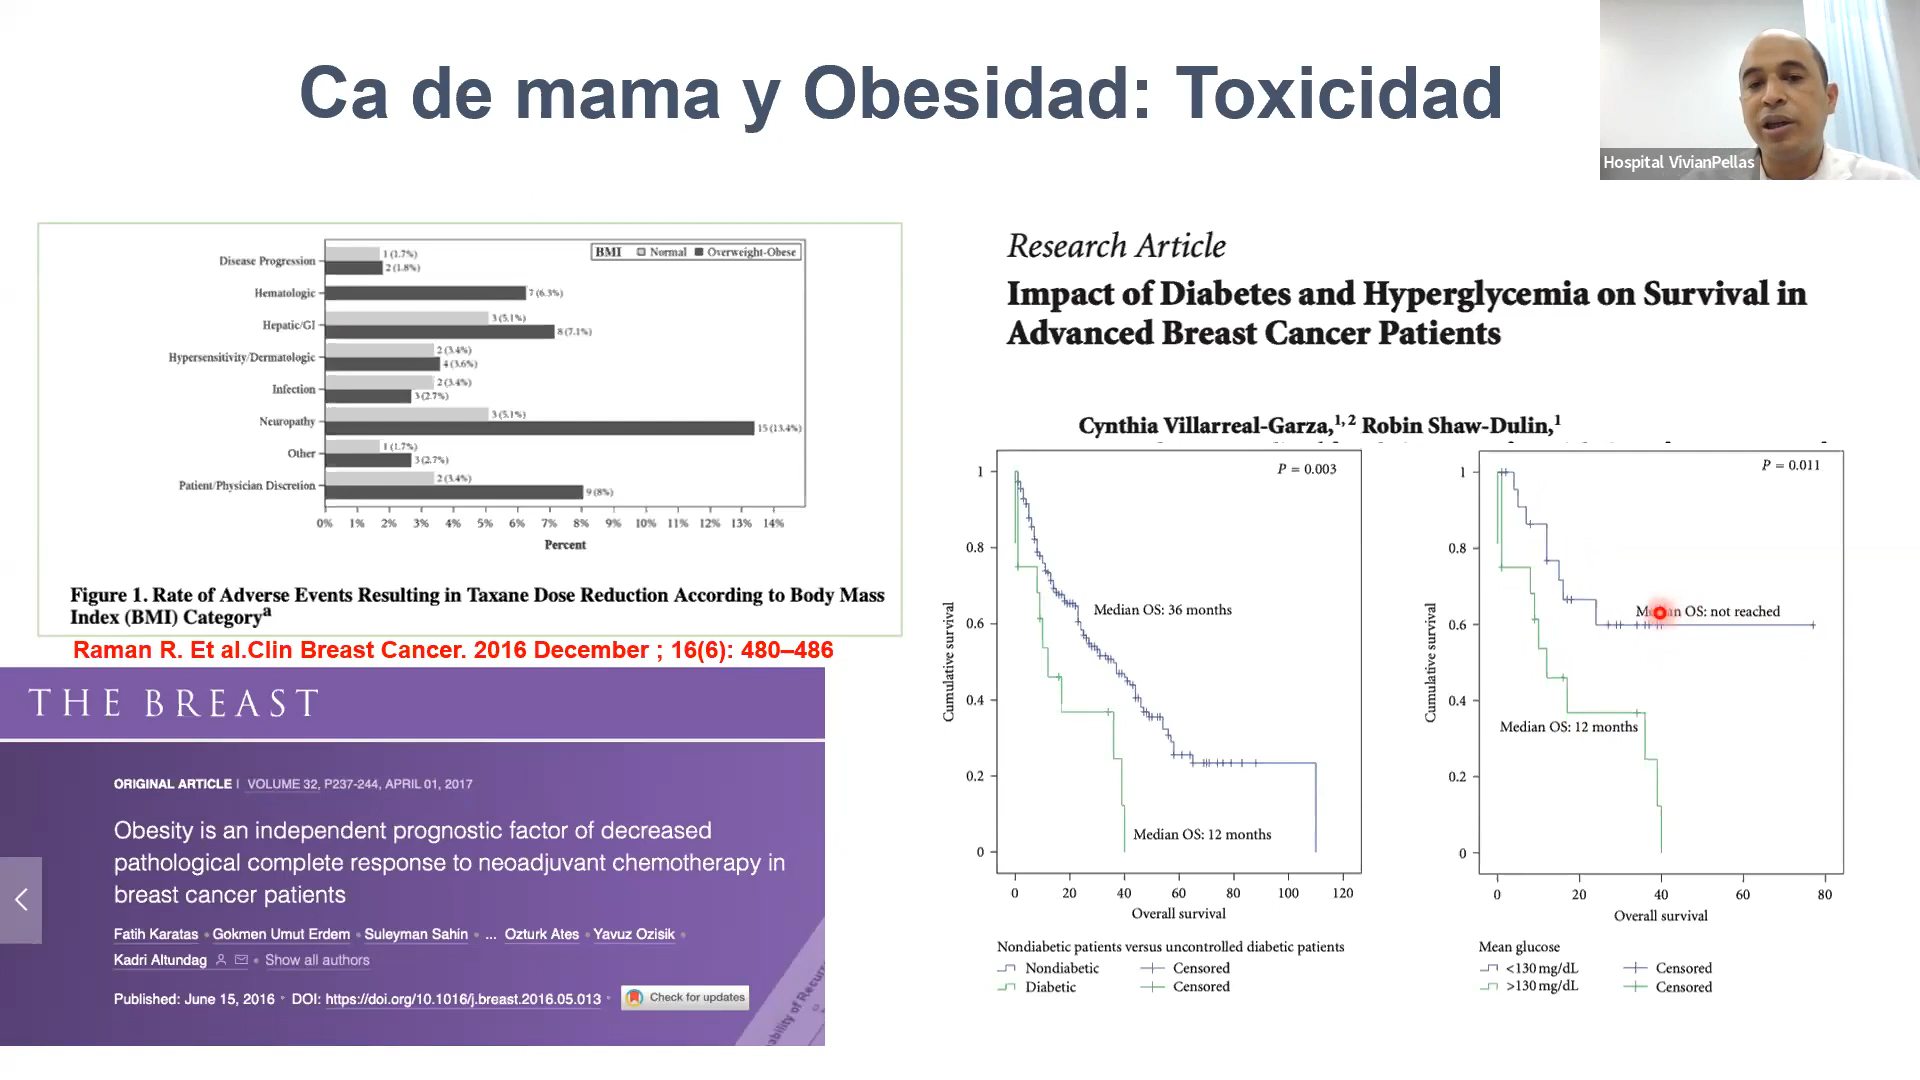 Ca de mama y Obesidad: Toxicidad
Hospital VivianPellas
BMI Normal Overweight-Obese
Disease Progression
1 (1.7%)
2 (1.8%)
Hematologic
7 (6.3%)
Hepatic/GI
3 (5.1%)
8 (7.1%)
Hypersensitivity/Dermatologic
2 (3.4%)
4 (3.6%)
Infection
2 (3.4%)
3 (2.7%)
Neuropathy
3 (5.1%)
15 (13.4%)
Other
1 (1.7%)
3 (2.7%)
Patient/Physician Discretion
2 (3.4%)
9 (8%)
0% 1% 2% 3% 4% 5% 6% 7% 8% 9% 10% 11% 12% 13% 14%
Percent
Figure 1. Rate of Adverse Events Resulting in Taxane Dose Reduction According to Body Mass
Index (BMI) Category a
Raman R. Et al.Clin Breast Cancer. 2016 December ; 16(6): 480–486
THE BREAST
ORIGINAL ARTICLE | VOLUME 32, P237-244, APRIL 01, 2017
Obesity is an independent prognostic factor of decreased
pathological complete response to neoadjuvant chemotherapy in
breast cancer patients
Fatih Karatas • Gokmen Umut Erdem • Suleyman Sahin • ... Ozturk Ates • Yavuz Ozisik •
Kadri Altundag • Show all authors
Published: June 15, 2016 • DOI: https://doi.org/10.1016/j.breast.2016.05.013 • Check for updates
Research Article
Impact of Diabetes and Hyperglycemia on Survival in
Advanced Breast Cancer Patients
Cynthia Villarreal-Garza,1,2 Robin Shaw-Dulin,1
P = 0.003
1
0.8
0.6
0.4
0.2
0
Cumulative survival
Median OS: 36 months
Median OS: 12 months
0 20 40 60 80 100 120
Overall survival
Nondiabetic patients versus uncontrolled diabetic patients
Nondiabetic Censored
Diabetic Censored
P = 0.011
1
0.8
0.6
0.4
0.2
0
Cumulative survival
OS: not reached
Median OS: 12 months
0 20 40 60 80
Overall survival
Mean glucose
<130 mg/dL Censored
>130 mg/dL Censored